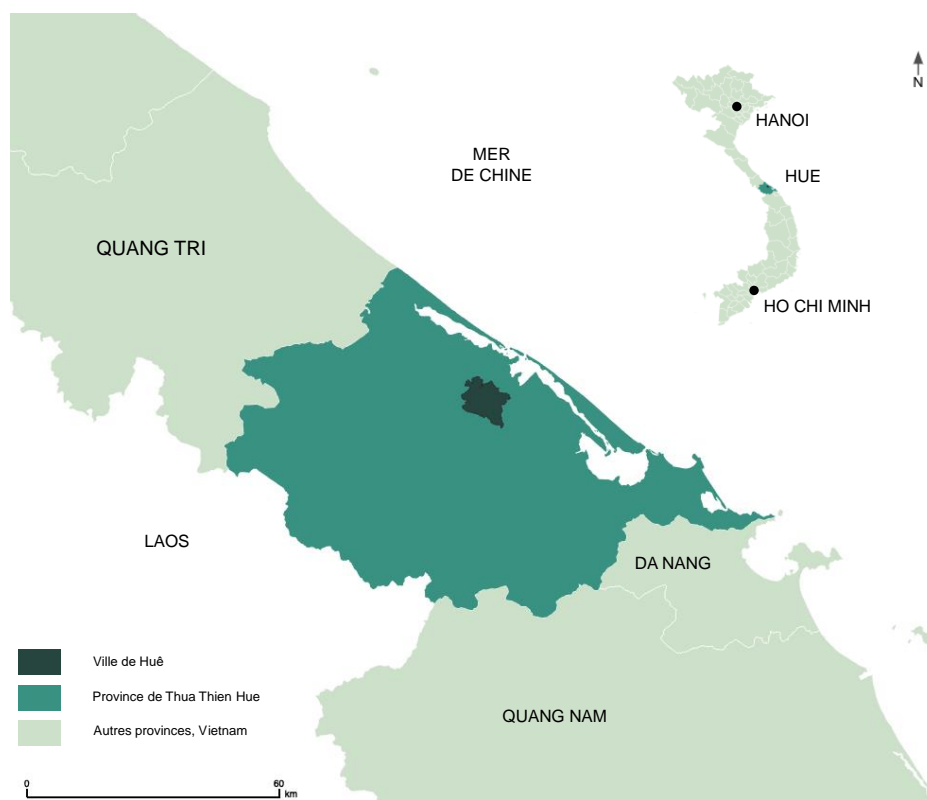 N
HANOI
MER
DE CHINE
HUE
QUANG TRI
HO CHI MINH
LAOS
DA NANG
Ville de Huê
Province de Thua Thien Hue
QUANG NAM
Autres provinces, Vietnam
0 60
km